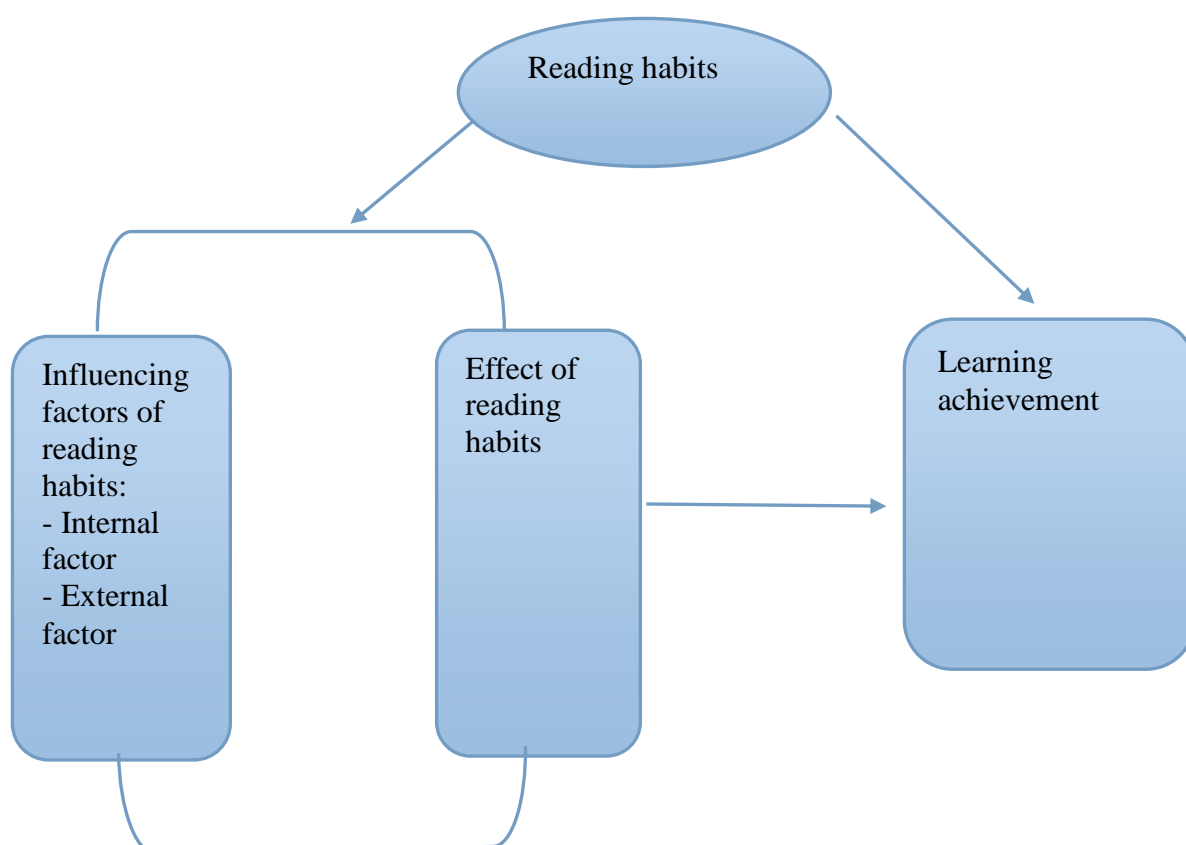 Reading habits
Influencing
factors of
reading
habits:
- Internal
factor
- External
factor
Effect of
reading
habits
Learning
achievement